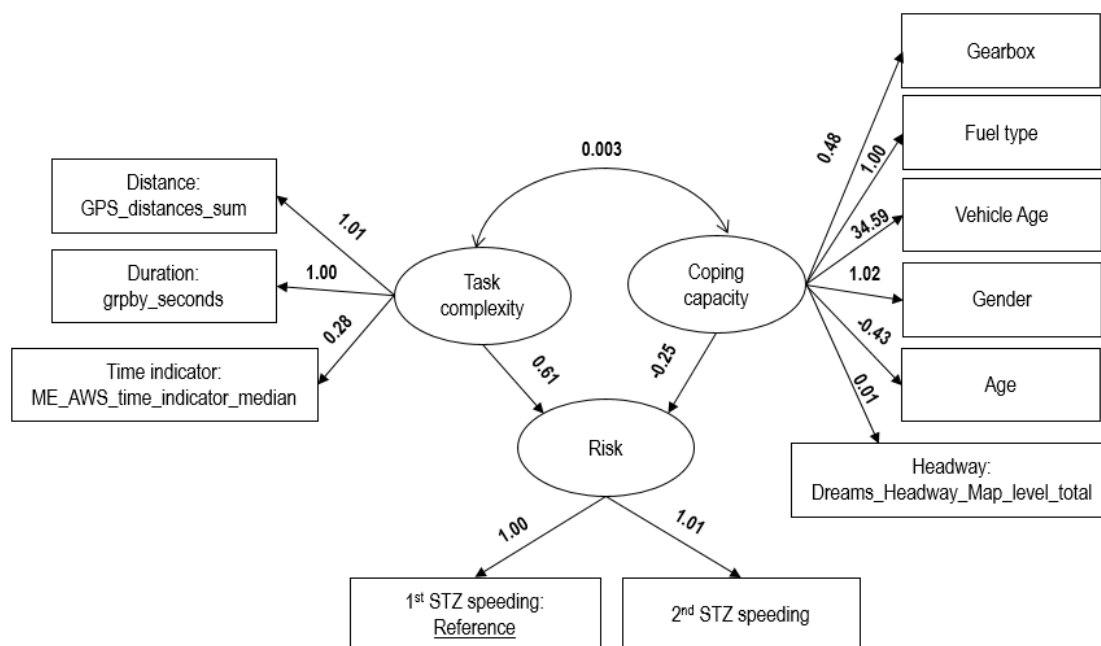 Gearbox
0.48
Fuel type
1.00
0.003
Distance:
GPS_distances_sum
1.01
Vehicle Age
34.59
Task
complexity
Coping
capacity
Duration:
grpby_seconds
1.00
1.02
Gender
0.28
-0.43
Time indicator:
ME_AWS_time_indicator_median
Age
0.61
-0.25
0.01
Risk
Headway:
Dreams_Headway_Map_level_total
1.00
1.01
1st STZ speeding:
Reference
2nd STZ speeding